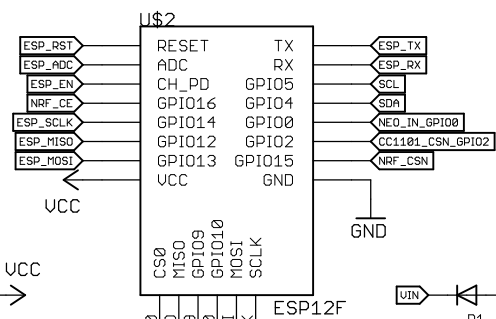 U$2
ESP_RST RESET TX ESP_TX
ESP_ADC ADC RX ESP_RX
ESP_EN CH_PD GPIO5 SCL
NRF_CE GPIO16 GPIO4 SDA
ESP_SCLK GPIO14 GPIO0 NEO_IN_GPIO0
ESP_MISO GPIO12 GPIO2 CC1101_CSN_GPIO2
ESP_MOSI GPIO13 GPIO15 NRF_CSN
VCC GND
VCC
GND
CS0
MISO
GPIO9
GPIO10
MOSI
SCLK
VCC
ESP12F
VIN